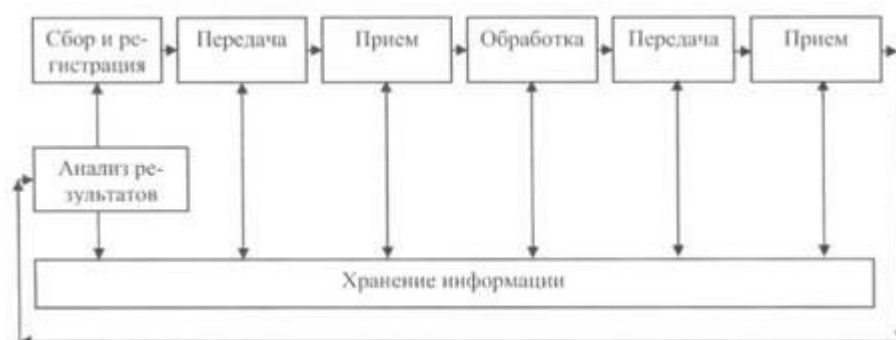 Сбор и ре-
гистрация
Передача
Прием
Обработка
Передача
Прием
Анализ ре-
зультатов
Хранение информации